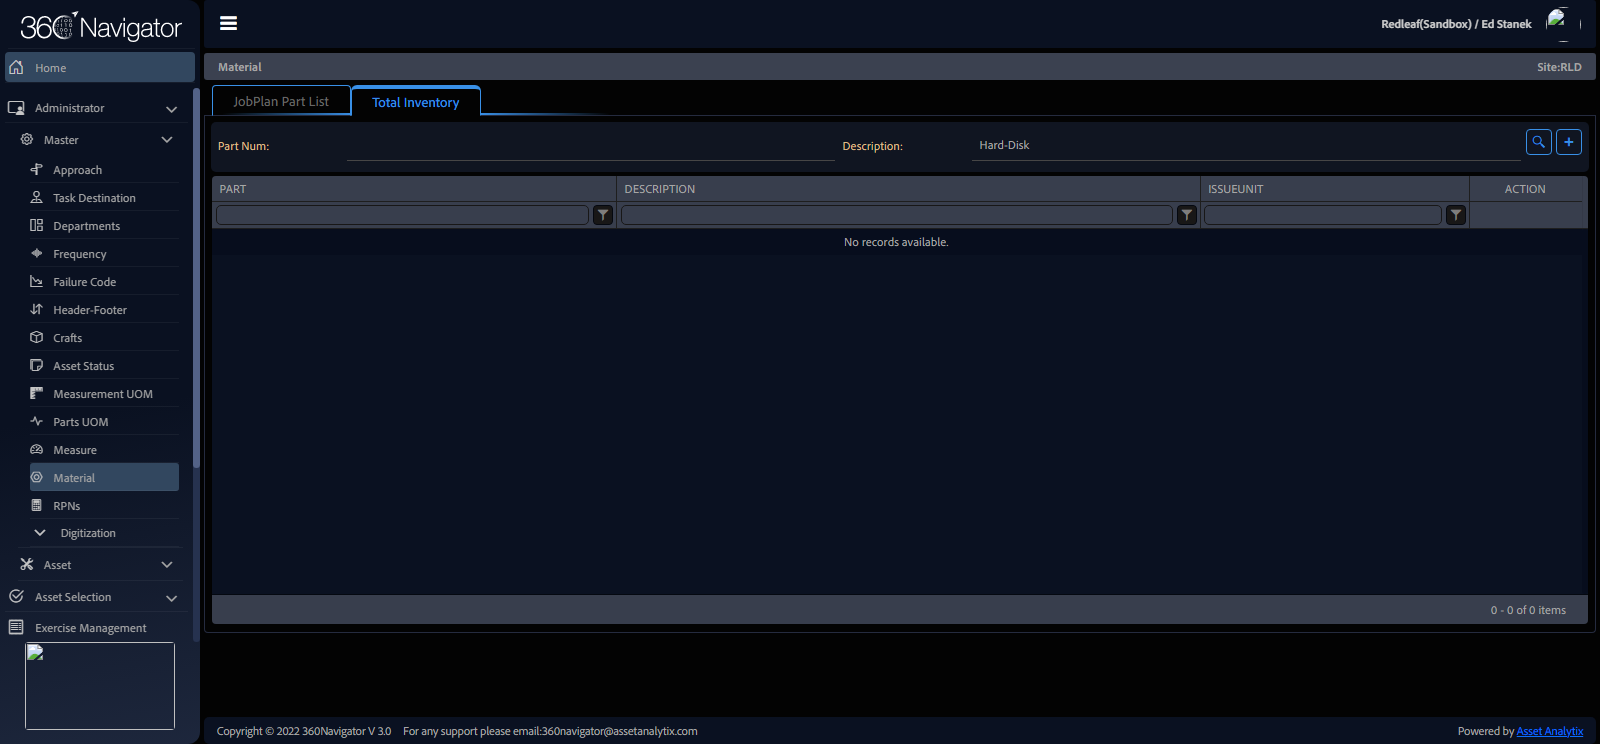 360 Navigator
Redleaf(Sandbox) / Ed Stanek
Home
Administrator
Master
Approach
Task Destination
Departments
Frequency
Failure Code
Header-Footer
Crafts
Asset Status
Measurement UOM
Parts UOM
Measure
Material
RPNs
Digitization
Asset
Asset Selection
Exercise Management
Material
Site:RLD
JobPlan Part List
Total Inventory
Part Num:
Description:
Hard-Disk
PART
DESCRIPTION
ISSUEUNIT
ACTION
No records available.
0 - 0 of 0 items
Copyright © 2022 360Navigator V 3.0
For any support please email:360navigator@assetanalytix.com
Powered by Asset Analytix